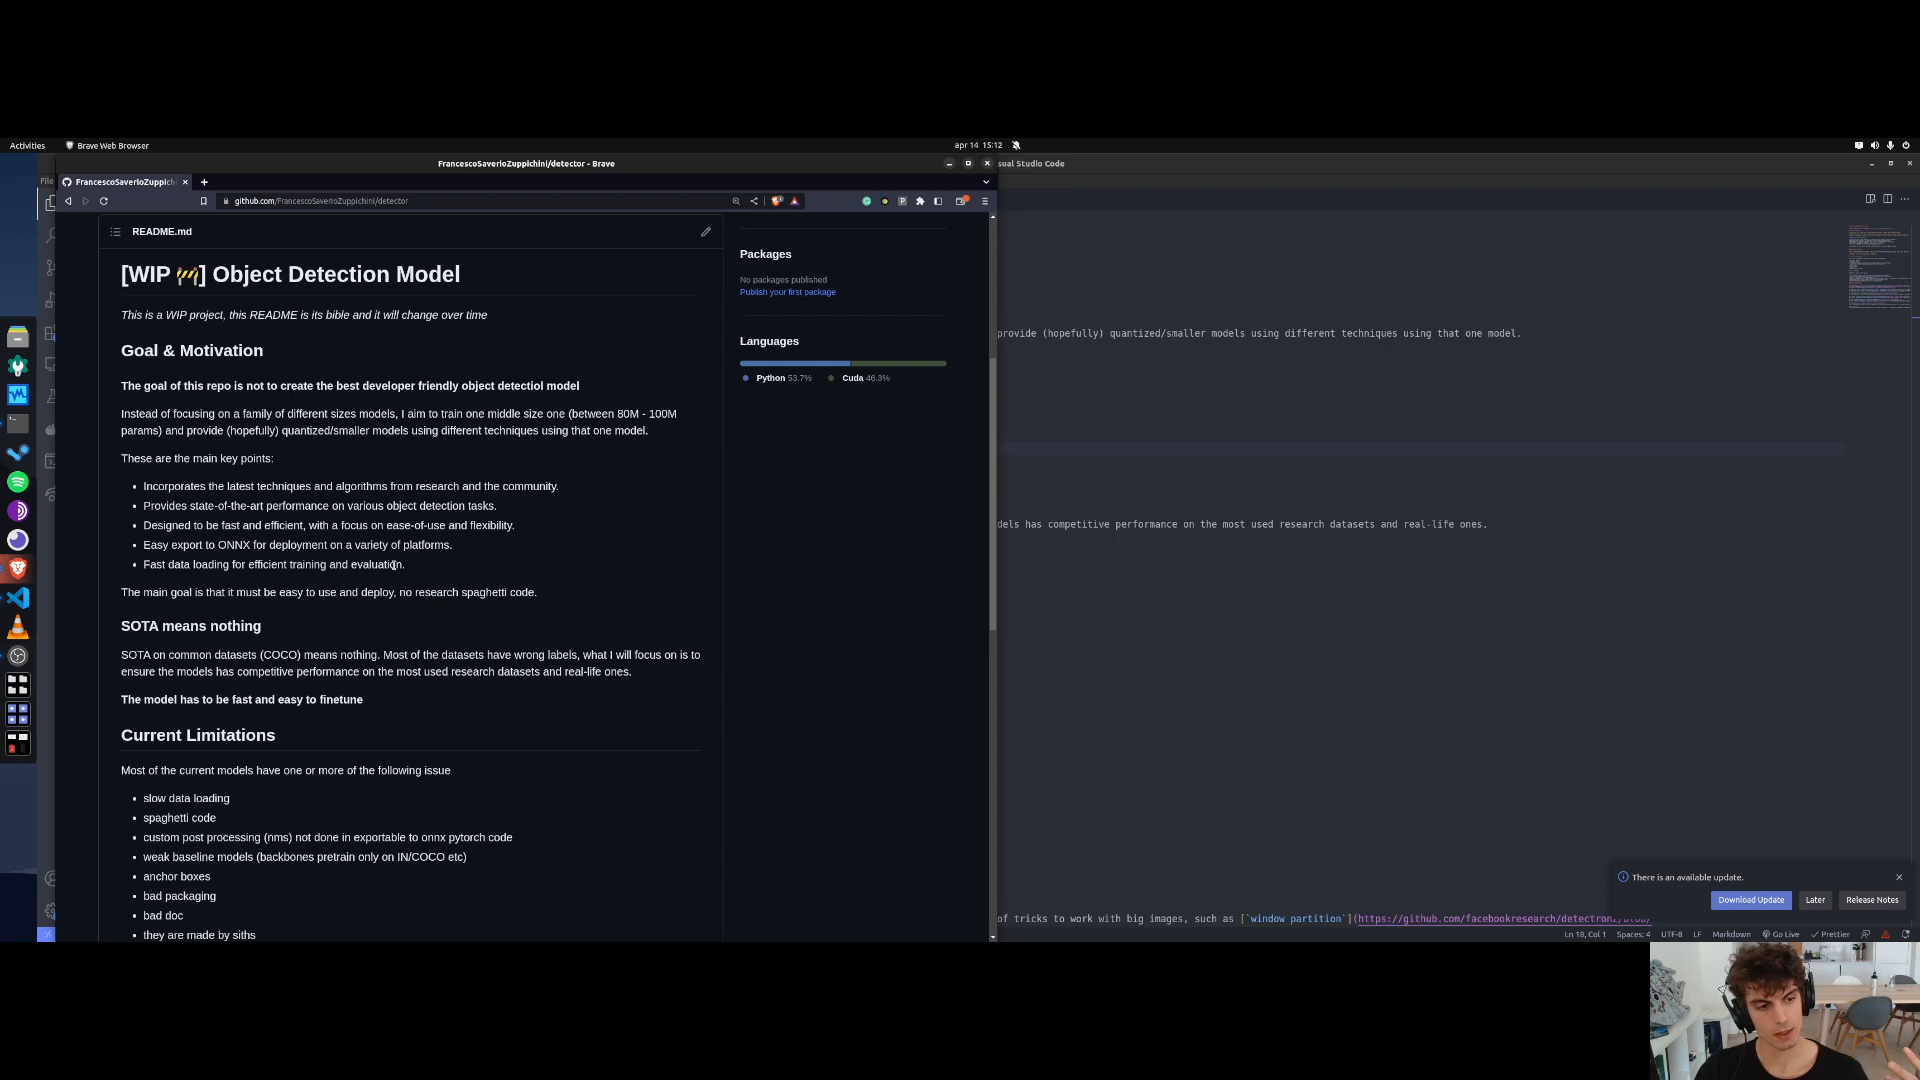 Activities
Brave Web Browser
apr 14 15:12
FrancescoSaverioZuppichini/detector - Brave
sual Studio Code
FrancescoSaverioZuppichi
File
github.com/FrancescoSaverioZuppichini/detector
README.md
[WIP 🚧] Object Detection Model
This is a WIP project, this README is its bible and it will change over time
Goal & Motivation
The goal of this repo is not to create the best developer friendly object detectiol model
Instead of focusing on a family of different sizes models, I aim to train one middle size one (between 80M - 100M
params) and provide (hopefully) quantized/smaller models using different techniques using that one model.
These are the main key points:
• Incorporates the latest techniques and algorithms from research and the community.
• Provides state-of-the-art performance on various object detection tasks.
• Designed to be fast and efficient, with a focus on ease-of-use and flexibility.
• Easy export to ONNX for deployment on a variety of platforms.
• Fast data loading for efficient training and evaluation.
The main goal is that it must be easy to use and deploy, no research spaghetti code.
SOTA means nothing
SOTA on common datasets (COCO) means nothing. Most of the datasets have wrong labels, what I will focus on is to
ensure the models has competitive performance on the most used research datasets and real-life ones.
The model has to be fast and easy to finetune
Current Limitations
Most of the current models have one or more of the following issue
• slow data loading
• spaghetti code
• custom post processing (nms) not done in exportable to onnx pytorch code
• weak baseline models (backbones pretrain only on IN/COCO etc)
• anchor boxes
• bad packaging
• bad doc
• they are made by siths
Packages
No packages published
Publish your first package
Languages
Python 53.7%
Cuda 46.3%
provide (hopefully) quantized/smaller models using different techniques using that one model.
dels has competitive performance on the most used research datasets and real-life ones.
There is an available update.
Download Update
Later
Release Notes
of tricks to work with big images, such as [`window partition`](https://github.com/facebookresearch/detectron2/blob/
Ln 18, Col 1
Spaces: 4
UTF-8
LF
Markdown
Go Live
Prettier